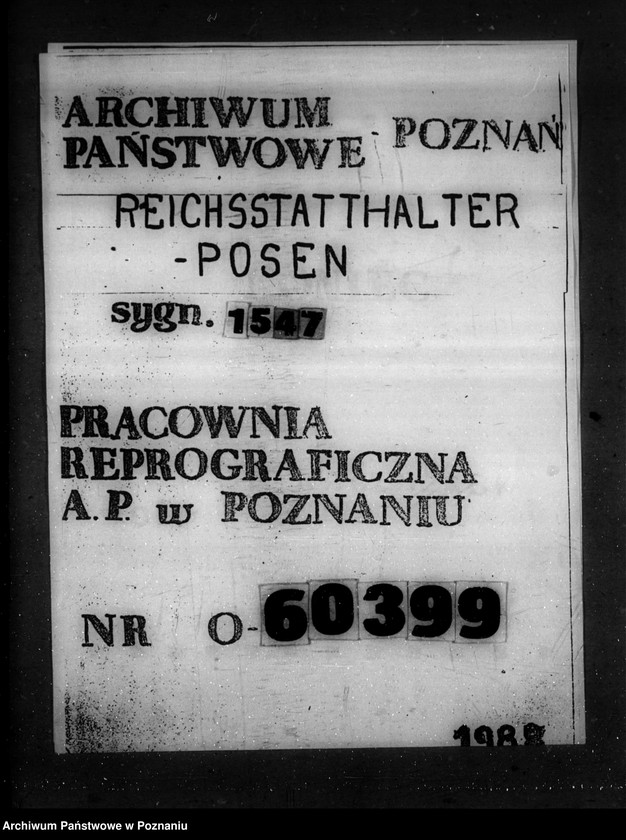 ARCHIWUM
PAŃSTWOWE - POZNAŃ
REICHSSTATTHALTER
-POSEN
sygn. 1547
PRACOWNIA
REPROGRAFICZNA
A.P. w POZNANIU
NR O-60399
Archiwum Państwowe w Poznaniu